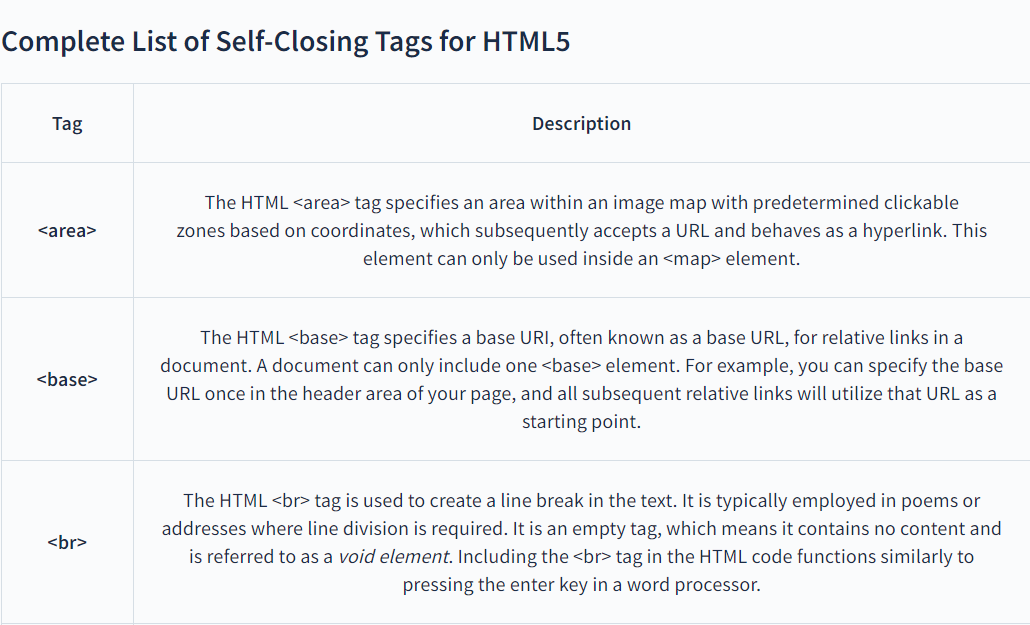 Complete List of Self-Closing Tags for HTML5
Tag
Description
<area>
The HTML <area> tag specifies an area within an image map with predetermined clickable
zones based on coordinates, which subsequently accepts a URL and behaves as a hyperlink. This
element can only be used inside an <map> element.
<base>
The HTML <base> tag specifies a base URI, often known as a base URL, for relative links in a
document. A document can only include one <base> element. For example, you can specify the base
URL once in the header area of your page, and all subsequent relative links will utilize that URL as a
starting point.
<br>
The HTML <br> tag is used to create a line break in the text. It is typically employed in poems or
addresses where line division is required. It is an empty tag, which means it contains no content and
is referred to as a void element. Including the <br> tag in the HTML code functions similarly to
pressing the enter key in a word processor.